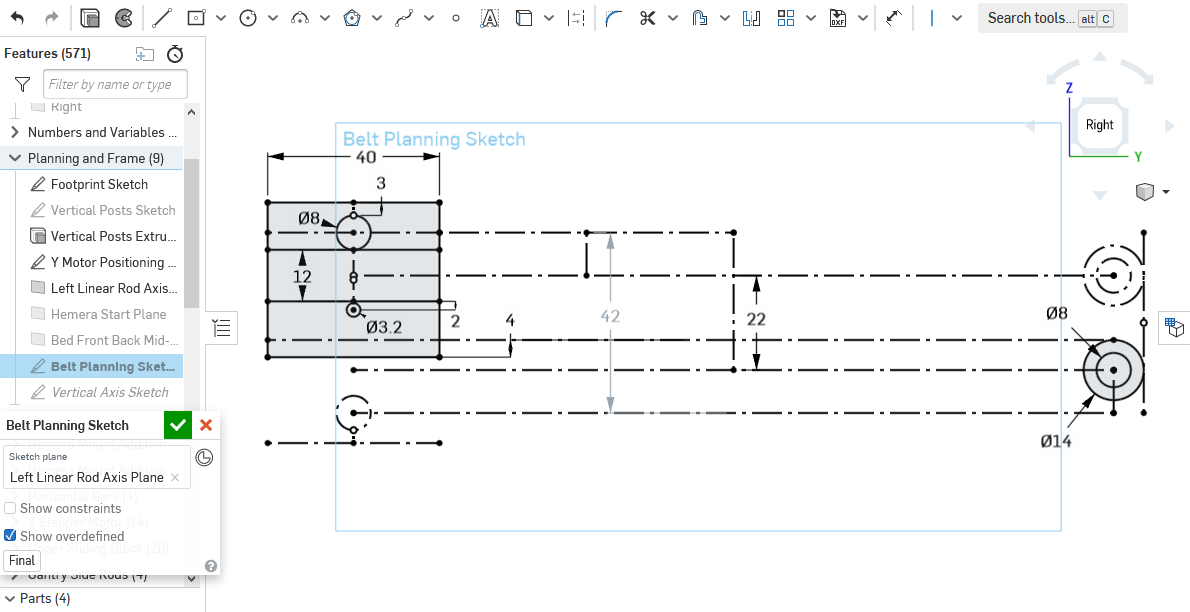 Search tools... alt C
Features (571)
Filter by name or type
Right
Numbers and Variables ...
Planning and Frame (9)
Footprint Sketch
Vertical Posts Sketch
Vertical Posts Extru...
Y Motor Positioning ...
Left Linear Rod Axis...
Hemera Start Plane
Bed Front Back Mid-...
Belt Planning Sket...
Vertical Axis Sketch
Belt Planning Sketch
Sketch plane
Left Linear Rod Axis Plane
Show constraints
Horizontal Bars (4)
Z Stepper Motor (14)
Show overdefined
Final
Gantry Side Rods (4)
Parts (4)
Belt Planning Sketch
40
3
Ø8
12
Ø3.2
2
4
42
22
Ø8
Ø14
Z
Right
Y